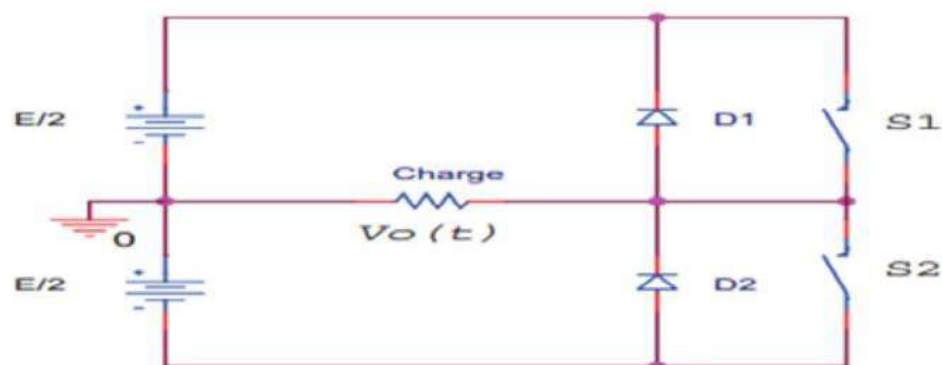 E/2
D1
S1
Charge
0
Vo(t)
E/2
D2
S2